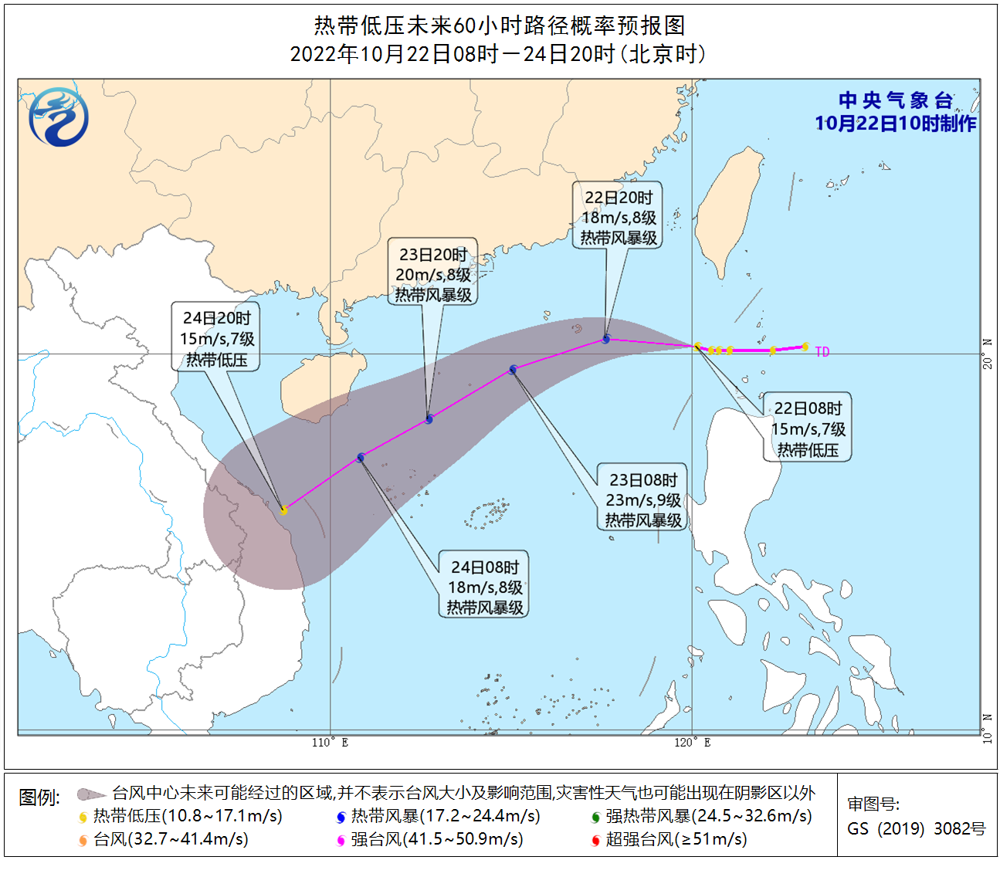 热带低压未来60小时路径概率预报图
2022年10月22日08时－24日20时(北京时)
中央气象台
10月22日10时制作
22日20时
18m/s,8级
热带风暴级
23日20时
20m/s,8级
热带风暴级
24日20时
15m/s,7级
热带低压
TD
20° N
22日08时
15m/s,7级
热带低压
23日08时
23m/s,9级
热带风暴级
24日08时
18m/s,8级
热带风暴级
10° N
110° E
120° E
图例:
台风中心未来可能经过的区域,并不表示台风大小及影响范围,灾害性天气也可能出现在阴影区以外
热带低压(10.8~17.1m/s)
热带风暴(17.2~24.4m/s)
强热带风暴(24.5~32.6m/s)
台风(32.7~41.4m/s)
强台风(41.5~50.9m/s)
超强台风(≥51m/s)
审图号:
GS (2019) 3082号